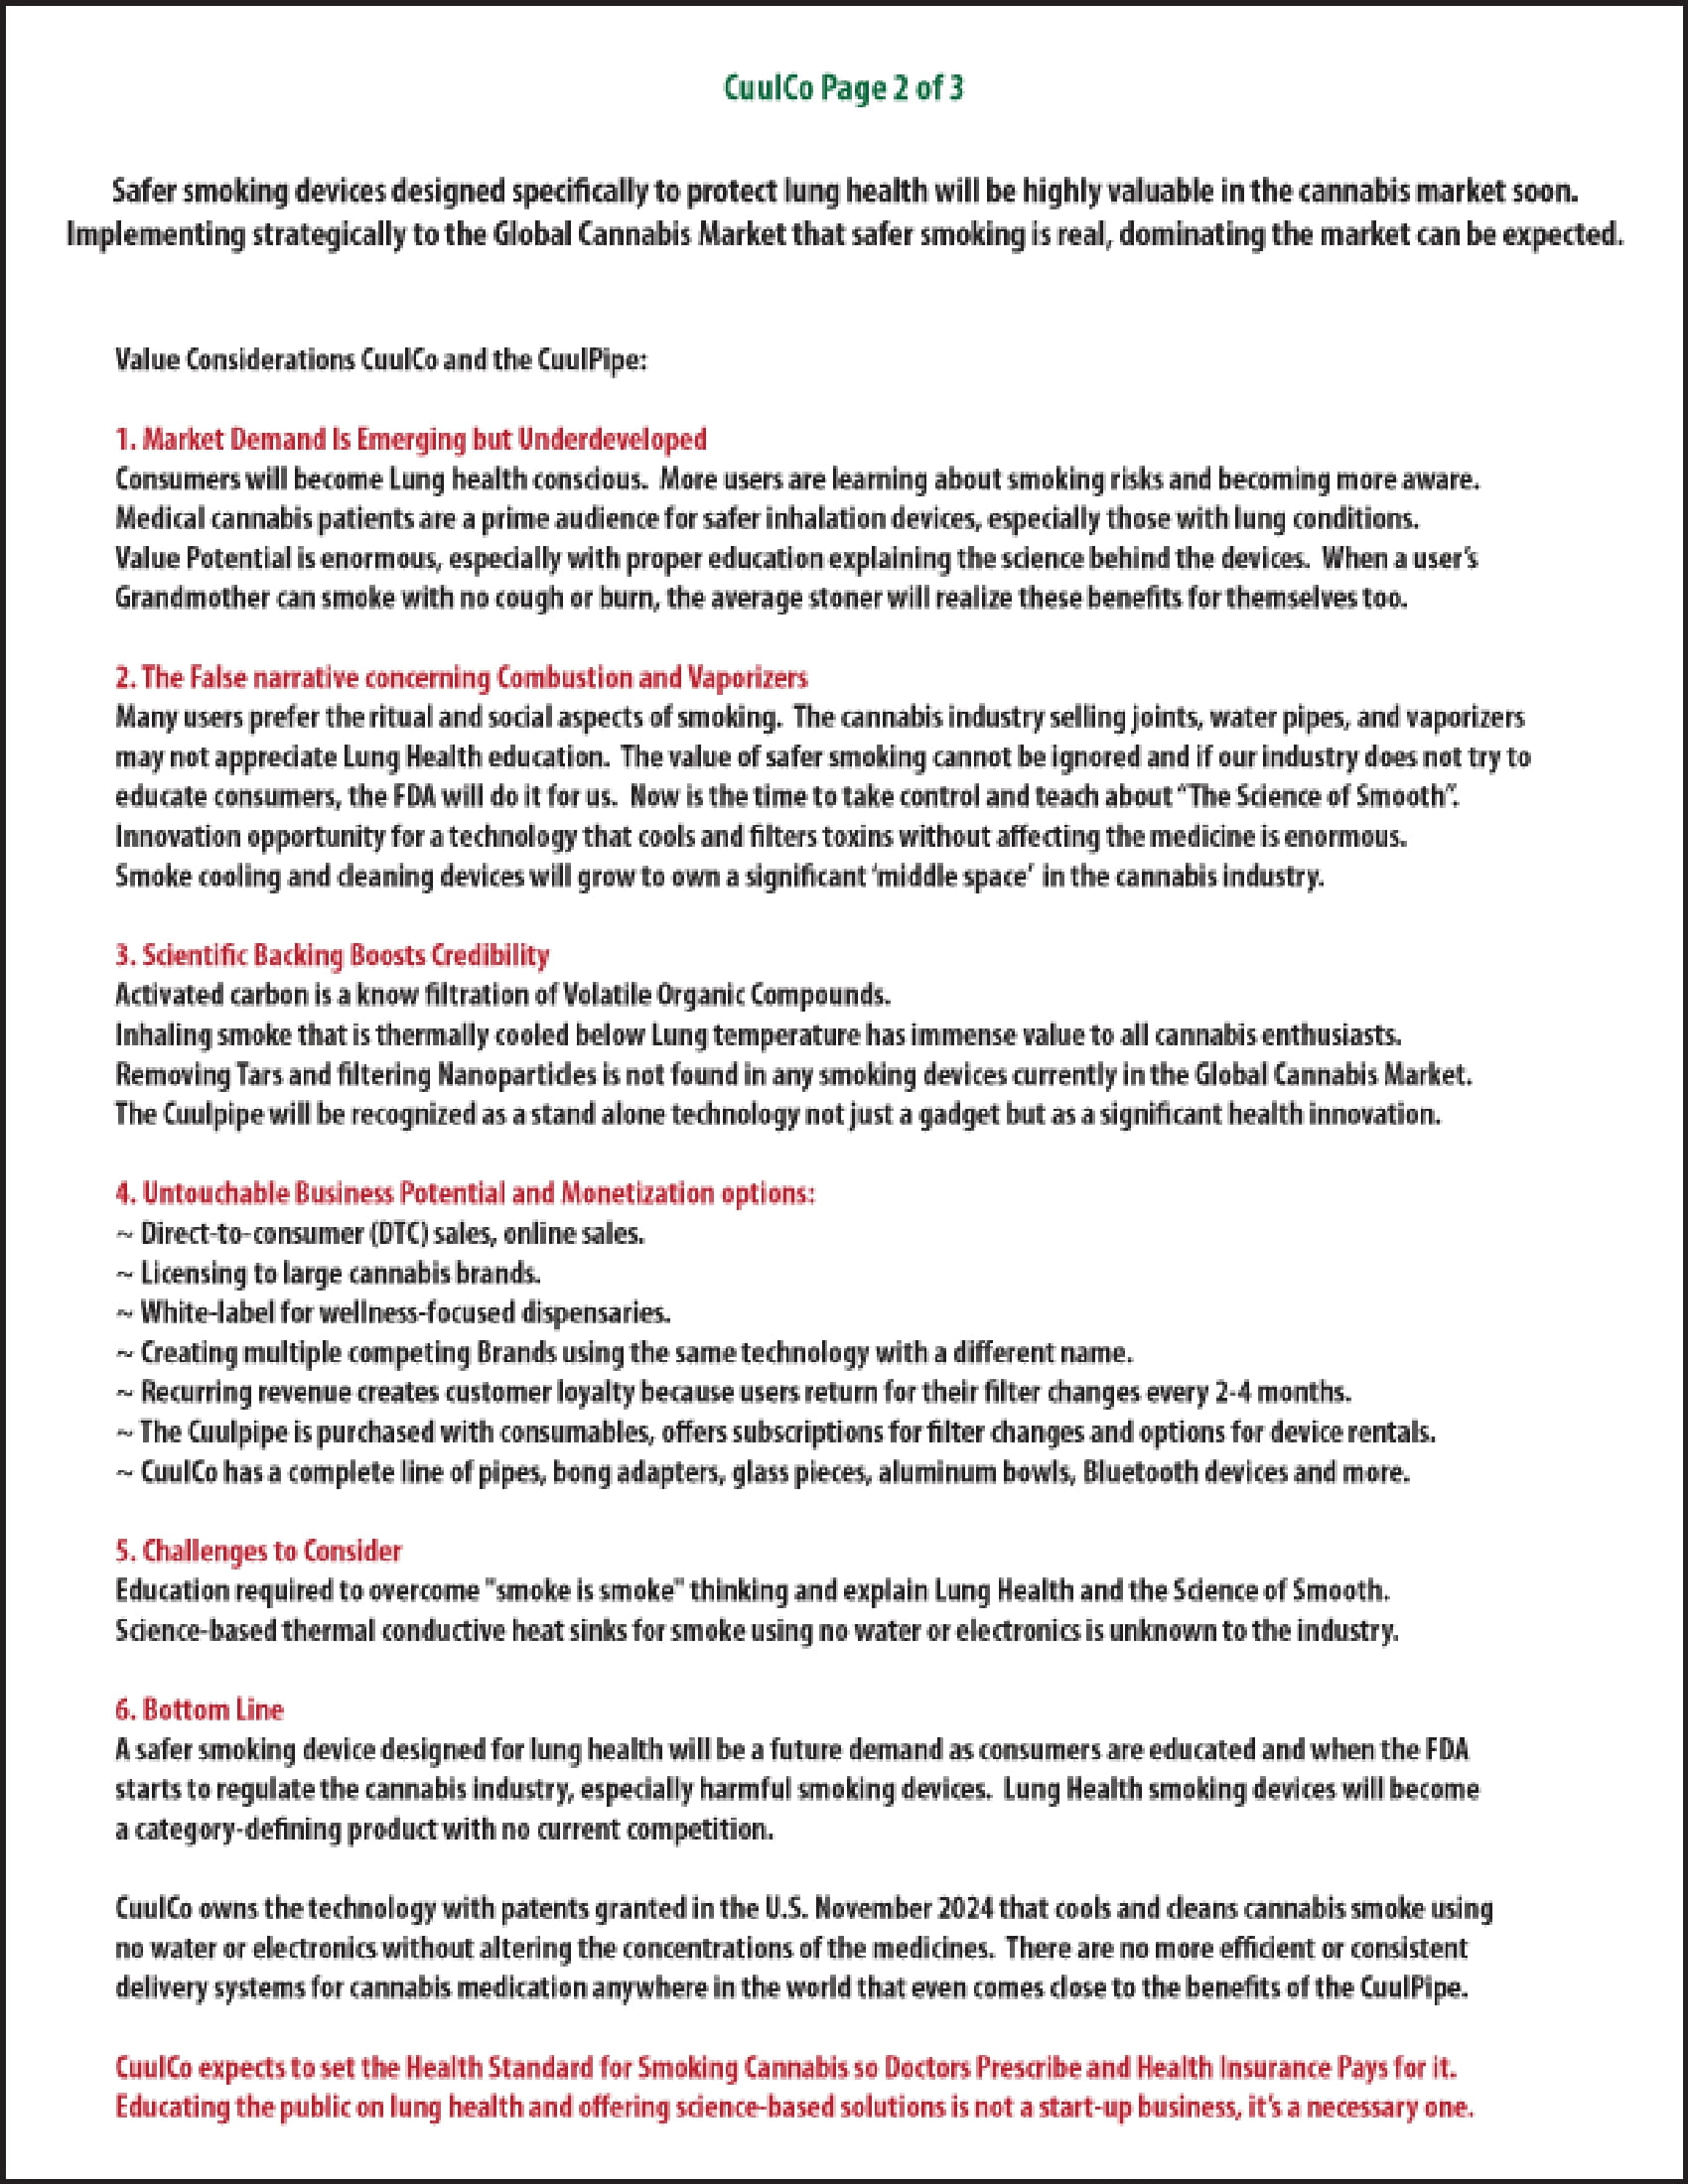 CuulCo Page 2 of 3
Safer smoking devices designed specifically to protect lung health will be highly valuable in the cannabis market soon.
Implementing strategically to the Global Cannabis Market that safer smoking is real, dominating the market can be expected.
Value Considerations CuulCo and the CuulPipe:
1. Market Demand Is Emerging but Underdeveloped
Consumers will become Lung health conscious.  More users are learning about smoking risks and becoming more aware.
Medical cannabis patients are a prime audience for safer inhalation devices, especially those with lung conditions.
Value Potential is enormous, especially with proper education explaining the science behind the devices.  When a user's
Grandmother can smoke with no cough or burn, the average stoner will realize these benefits for themselves too.
2. The False narrative concerning Combustion and Vaporizers
Many users prefer the ritual and social aspects of smoking.  The cannabis industry selling joints, water pipes, and vaporizers
may not appreciate Lung Health education.  The value of safer smoking cannot be ignored and if our industry does not try to
educate consumers, the FDA will do it for us.  Now is the time to take control and teach about “The Science of Smooth”.
Innovation opportunity for a technology that cools and filters toxins without affecting the medicine is enormous.
Smoke cooling and cleaning devices will grow to own a significant ‘middle space’ in the cannabis industry.
3. Scientific Backing Boosts Credibility
Activated carbon is a know filtration of Volatile Organic Compounds.
Inhaling smoke that is thermally cooled below Lung temperature has immense value to all cannabis enthusiasts.
Removing Tars and filtering Nanoparticles is not found in any smoking devices currently in the Global Cannabis Market.
The Cuulpipe will be recognized as a stand alone technology not just a gadget but as a significant health innovation.
4. Untouchable Business Potential and Monetization options:
~ Direct-to-consumer (DTC) sales, online sales.
~ Licensing to large cannabis brands.
~ White-label for wellness-focused dispensaries.
~ Creating multiple competing Brands using the same technology with a different name.
~ Recurring revenue creates customer loyalty because users return for their filter changes every 2-4 months.
~ The Cuulpipe is purchased with consumables, offers subscriptions for filter changes and options for device rentals.
~ CuulCo has a complete line of pipes, bong adapters, glass pieces, aluminum bowls, Bluetooth devices and more.
5. Challenges to Consider
Education required to overcome "smoke is smoke" thinking and explain Lung Health and the Science of Smooth.
Science-based thermal conductive heat sinks for smoke using no water or electronics is unknown to the industry.
6. Bottom Line
A safer smoking device designed for lung health will be a future demand as consumers are educated and when the FDA
starts to regulate the cannabis industry, especially harmful smoking devices.  Lung Health smoking devices will become
a category-defining product with no current competition.
CuulCo owns the technology with patents granted in the U.S. November 2024 that cools and cleans cannabis smoke using
no water or electronics without altering the concentrations of the medicines.  There are no more efficient or consistent
delivery systems for cannabis medication anywhere in the world that even comes close to the benefits of the CuulPipe.
CuulCo expects to set the Health Standard for Smoking Cannabis so Doctors Prescribe and Health Insurance Pays for it.
Educating the public on lung health and offering science-based solutions is not a start-up business, it’s a necessary one.